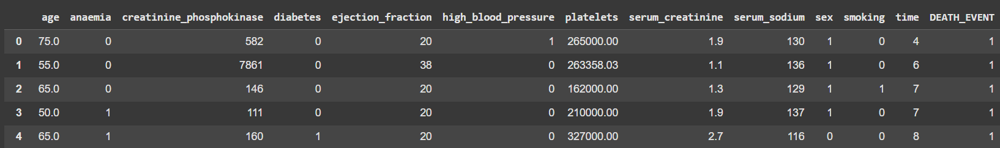 age anaemia creatinine_phosphokinase diabetes ejection_fraction high_blood_pressure platelets serum_creatinine serum_sodium sex smoking time DEATH_EVENT
0 75.0 0 582 0 20 1 265000.00 1.9 130 1 0 4 1
1 55.0 0 7861 0 38 0 263358.03 1.1 136 1 0 6 1
2 65.0 0 146 0 20 0 162000.00 1.3 129 1 1 7 1
3 50.0 1 111 0 20 0 210000.00 1.9 137 1 0 7 1
4 65.0 1 160 1 20 0 327000.00 2.7 116 0 0 8 1